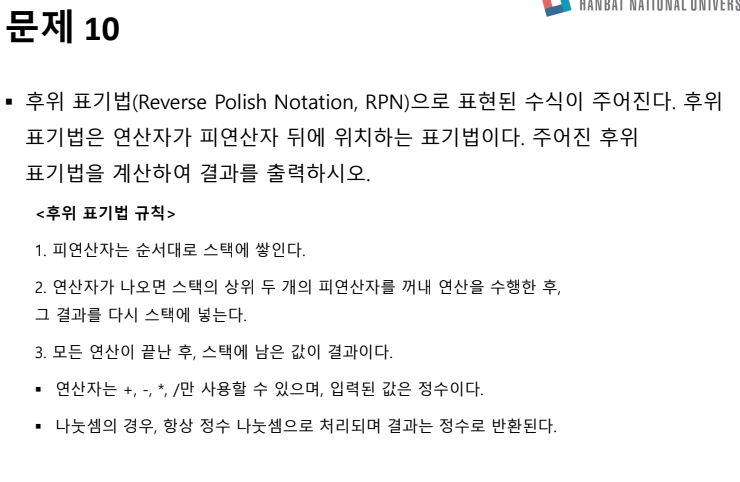 HANBAT NATIONAL UNIVERS
문제 10
▪ 후위 표기법(Reverse Polish Notation, RPN)으로 표현된 수식이 주어진다. 후위
표기법은 연산자가 피연산자 뒤에 위치하는 표기법이다. 주어진 후위
표기법을 계산하여 결과를 출력하시오.
<후위 표기법 규칙>
1. 피연산자는 순서대로 스택에 쌓인다.
2. 연산자가 나오면 스택의 상위 두 개의 피연산자를 꺼내 연산을 수행한 후,
그 결과를 다시 스택에 넣는다.
3. 모든 연산이 끝난 후, 스택에 남은 값이 결과이다.
▪ 연산자는 +, -, *, /만 사용할 수 있으며, 입력된 값은 정수이다.
▪ 나눗셈의 경우, 항상 정수 나눗셈으로 처리되며 결과는 정수로 반환된다.